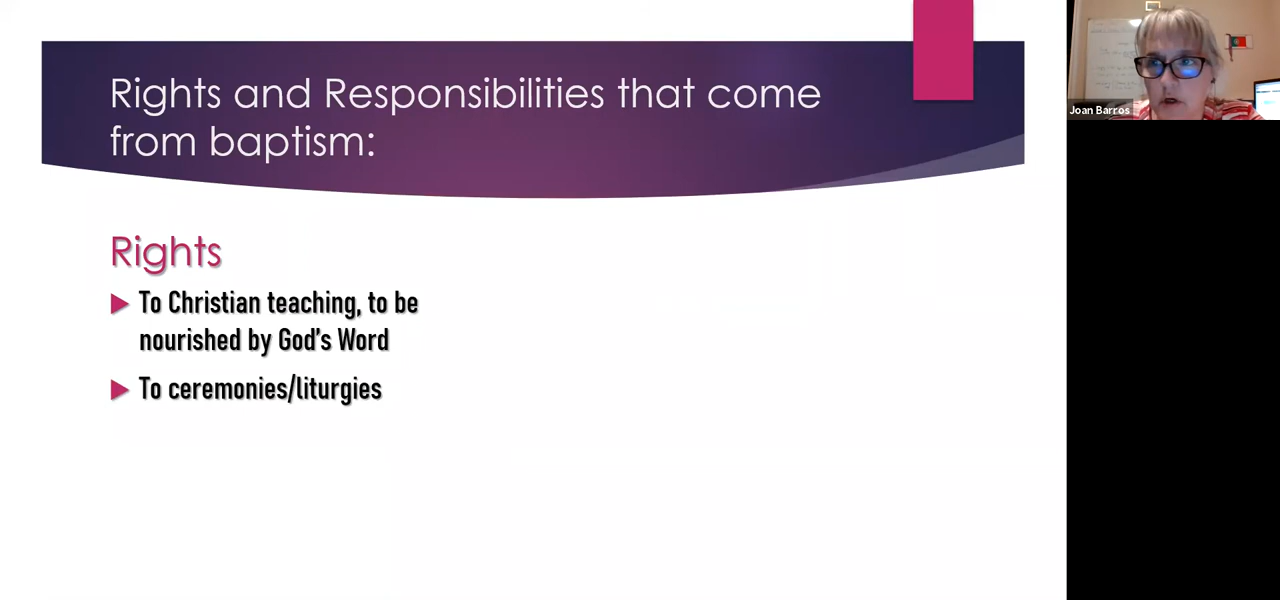 Rights and Responsibilities that come
from baptism:
Joan Barros
Rights
To Christian teaching, to be
nourished by God's Word
To ceremonies/liturgies